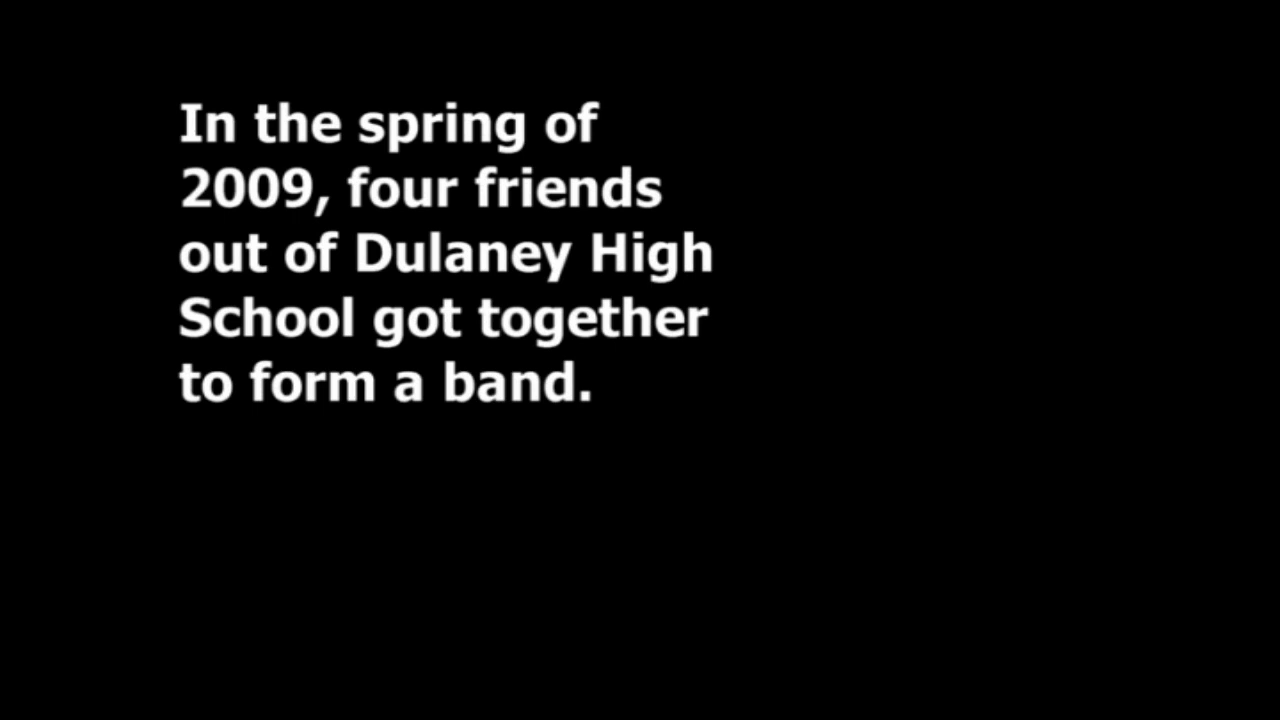 In the spring of
2009, four friends
out of Dulaney High
School got together
to form a band.